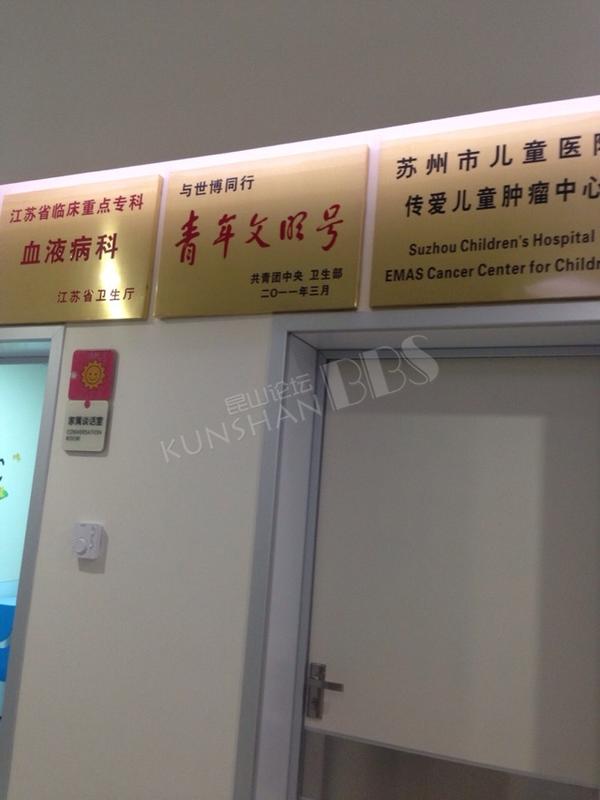 江苏省临床重点专科
血液病科
江苏省卫生厅
与世博同行
青年文明号
共青团中央 卫生部
二〇一一年三月
苏州市儿童医院
传爱儿童肿瘤中心
Suzhou Children's Hospital
EMAS Cancer Center for Childr
家属谈话室
CONVERSATION
ROOM
昆山论坛
KUNSHAN BBS